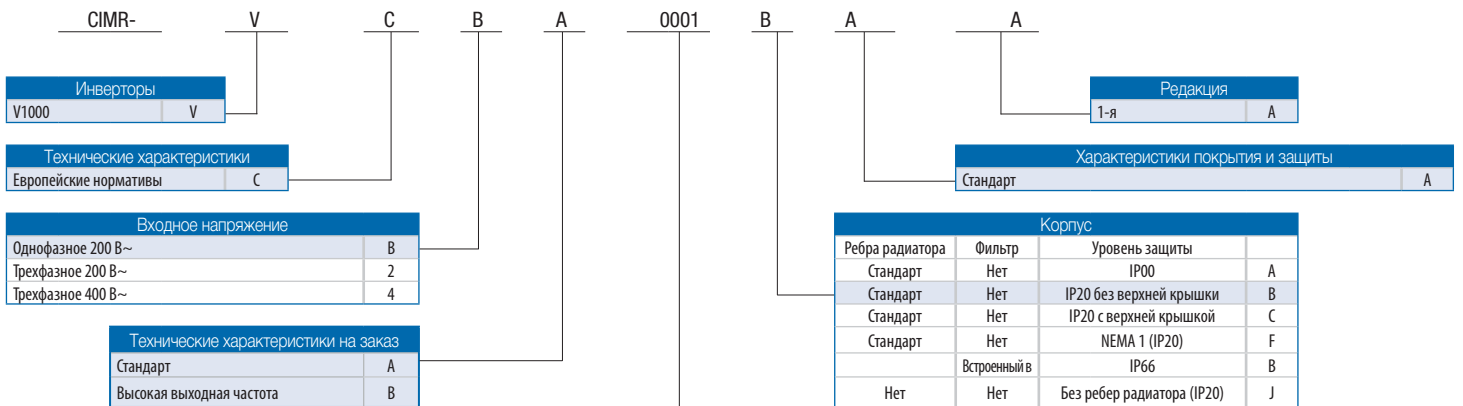 CIMR- V C B A 0001 B A A
Инверторы
V1000 V
Технические характеристики
Европейские нормативы C
Входное напряжение
Однофазное 200 В~ B
Трехфазное 200 В~ 2
Трехфазное 400 В~ 4
Технические характеристики на заказ
Стандарт A
Высокая выходная частота B
Редакция
1-я A
Характеристики покрытия и защиты
Стандарт A
Корпус
Ребра радиатора Фильтр Уровень защиты
Стандарт Нет IP00 A
Стандарт Нет IP20 без верхней крышки B
Стандарт Нет IP20 с верхней крышкой C
Стандарт Нет NEMA 1 (IP20) F
Встроенный в IP66 B
Нет Нет Без ребер радиатора (IP20) J